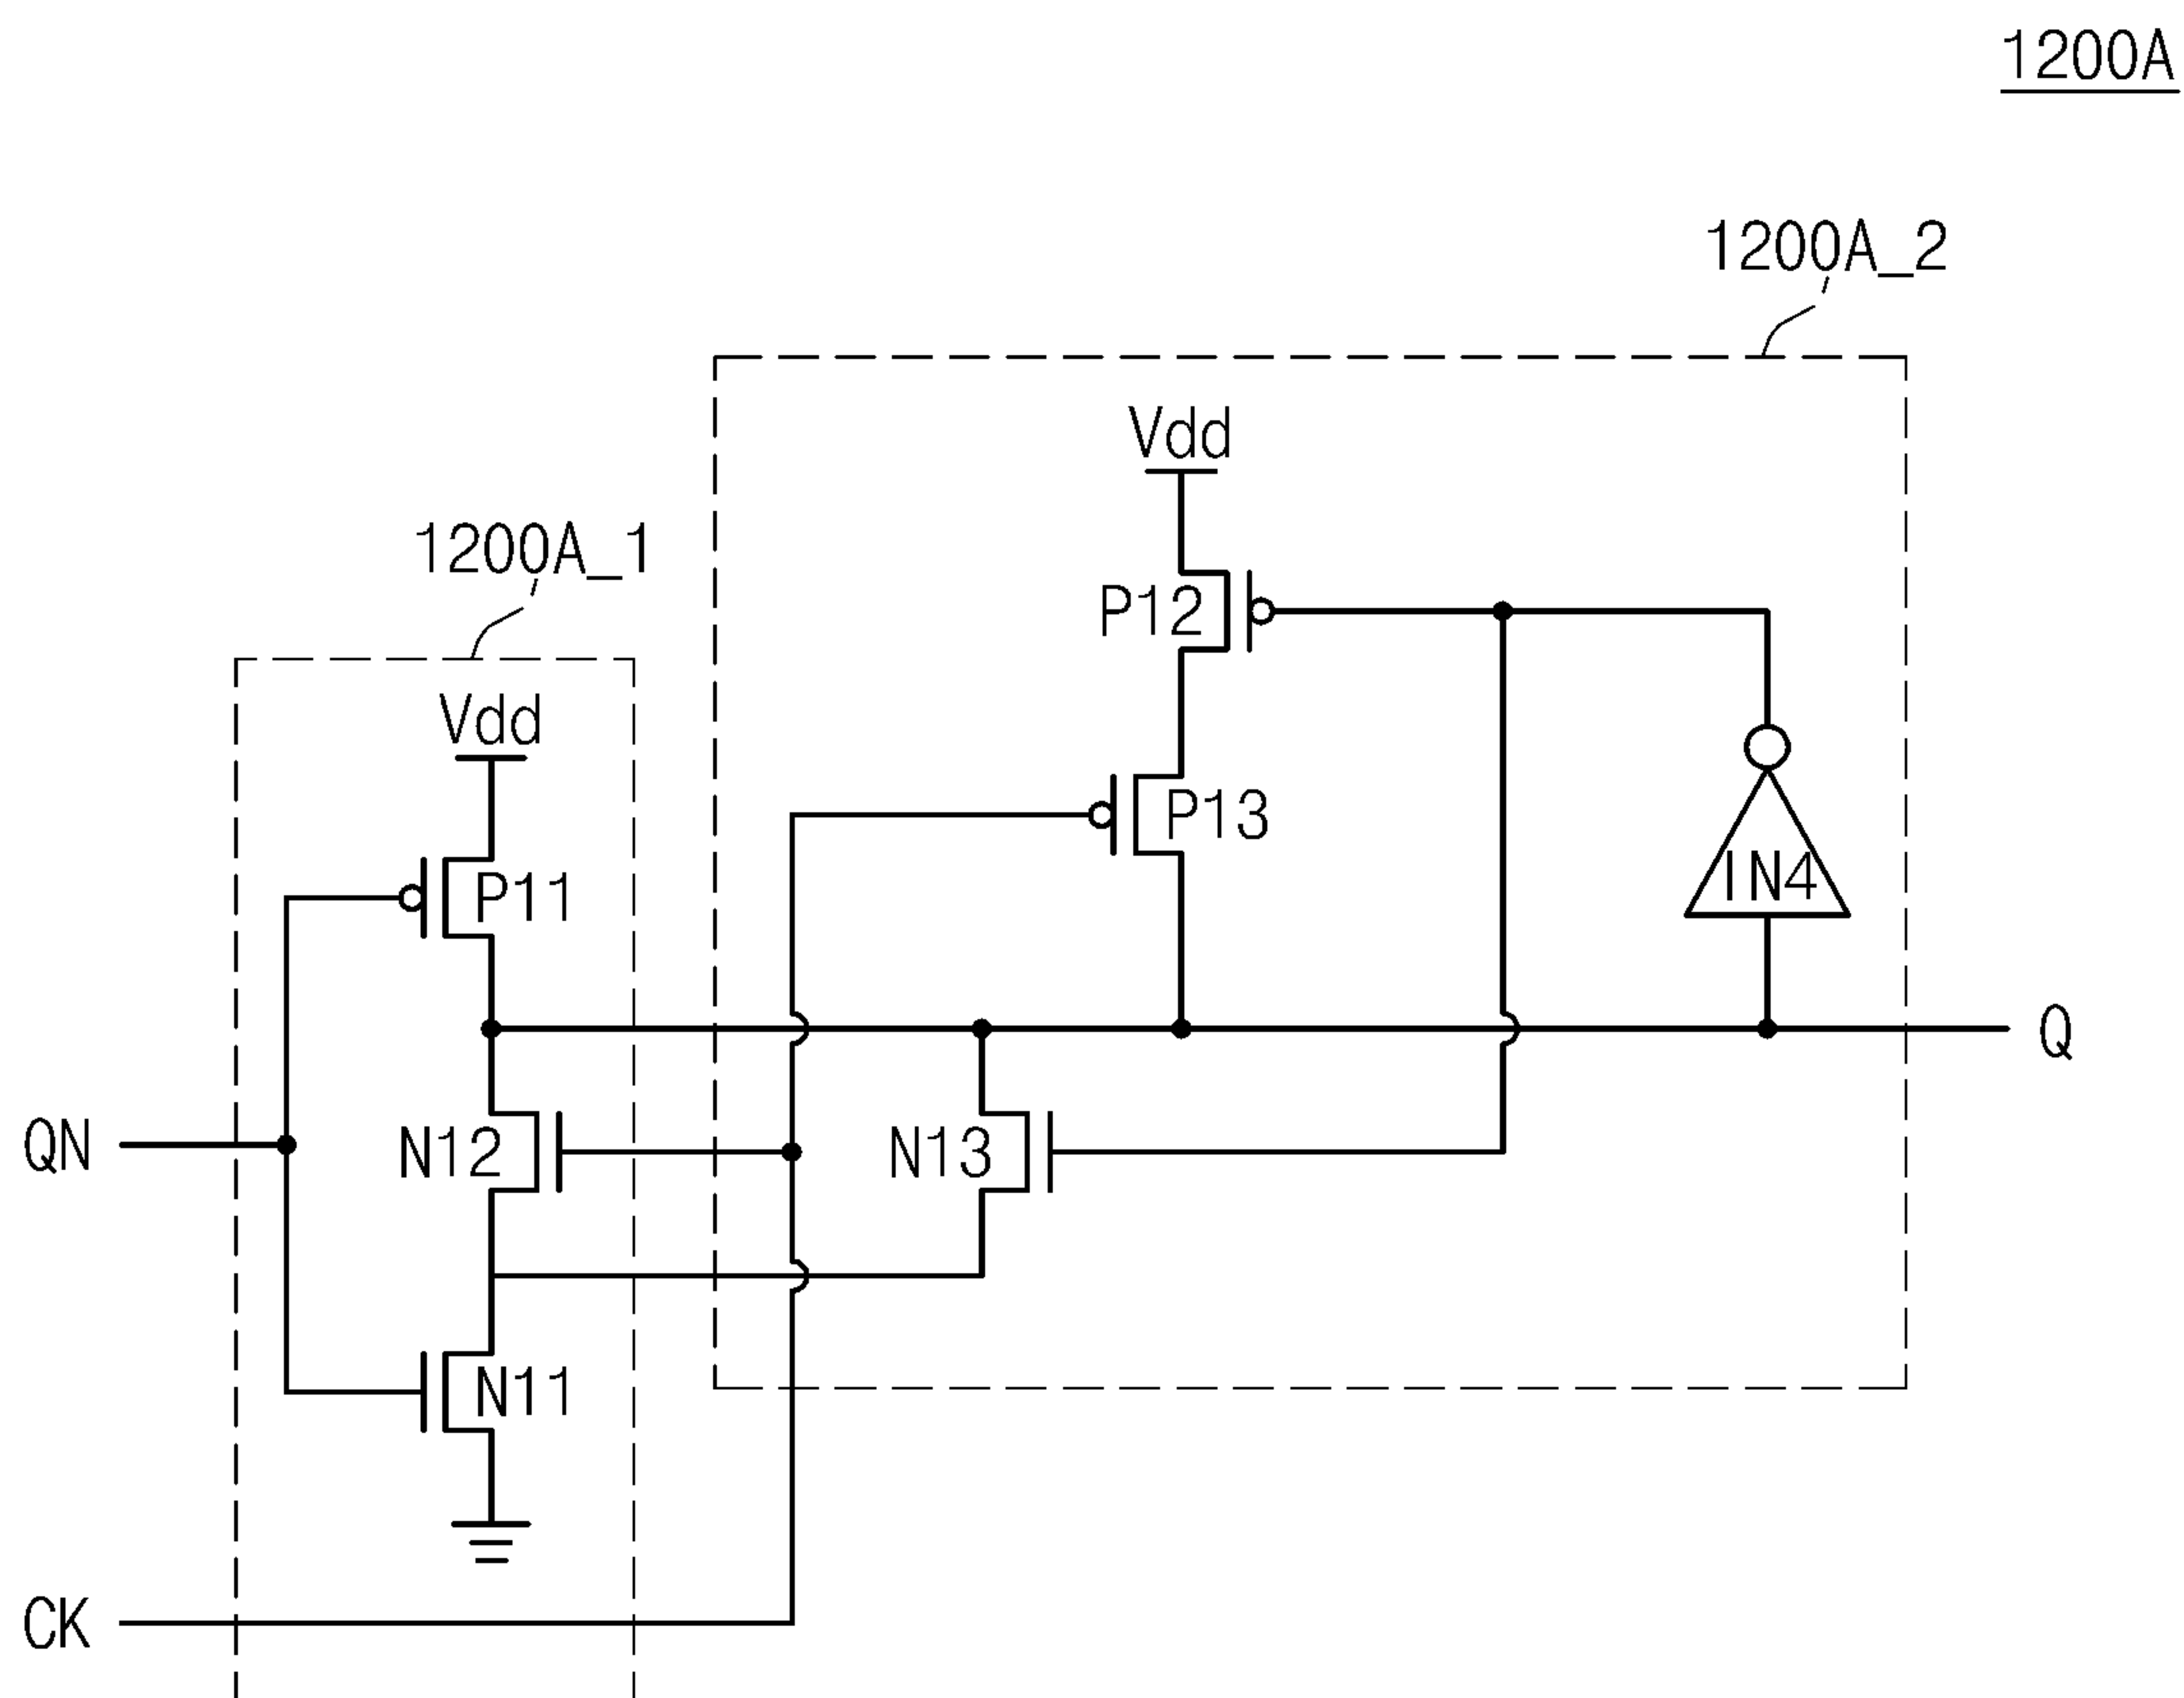 1200A
1200A_2
Vdd
1200A_1
P12
Vdd
P13
P11
IN4
Q
QN
N12
N13
N11
CK